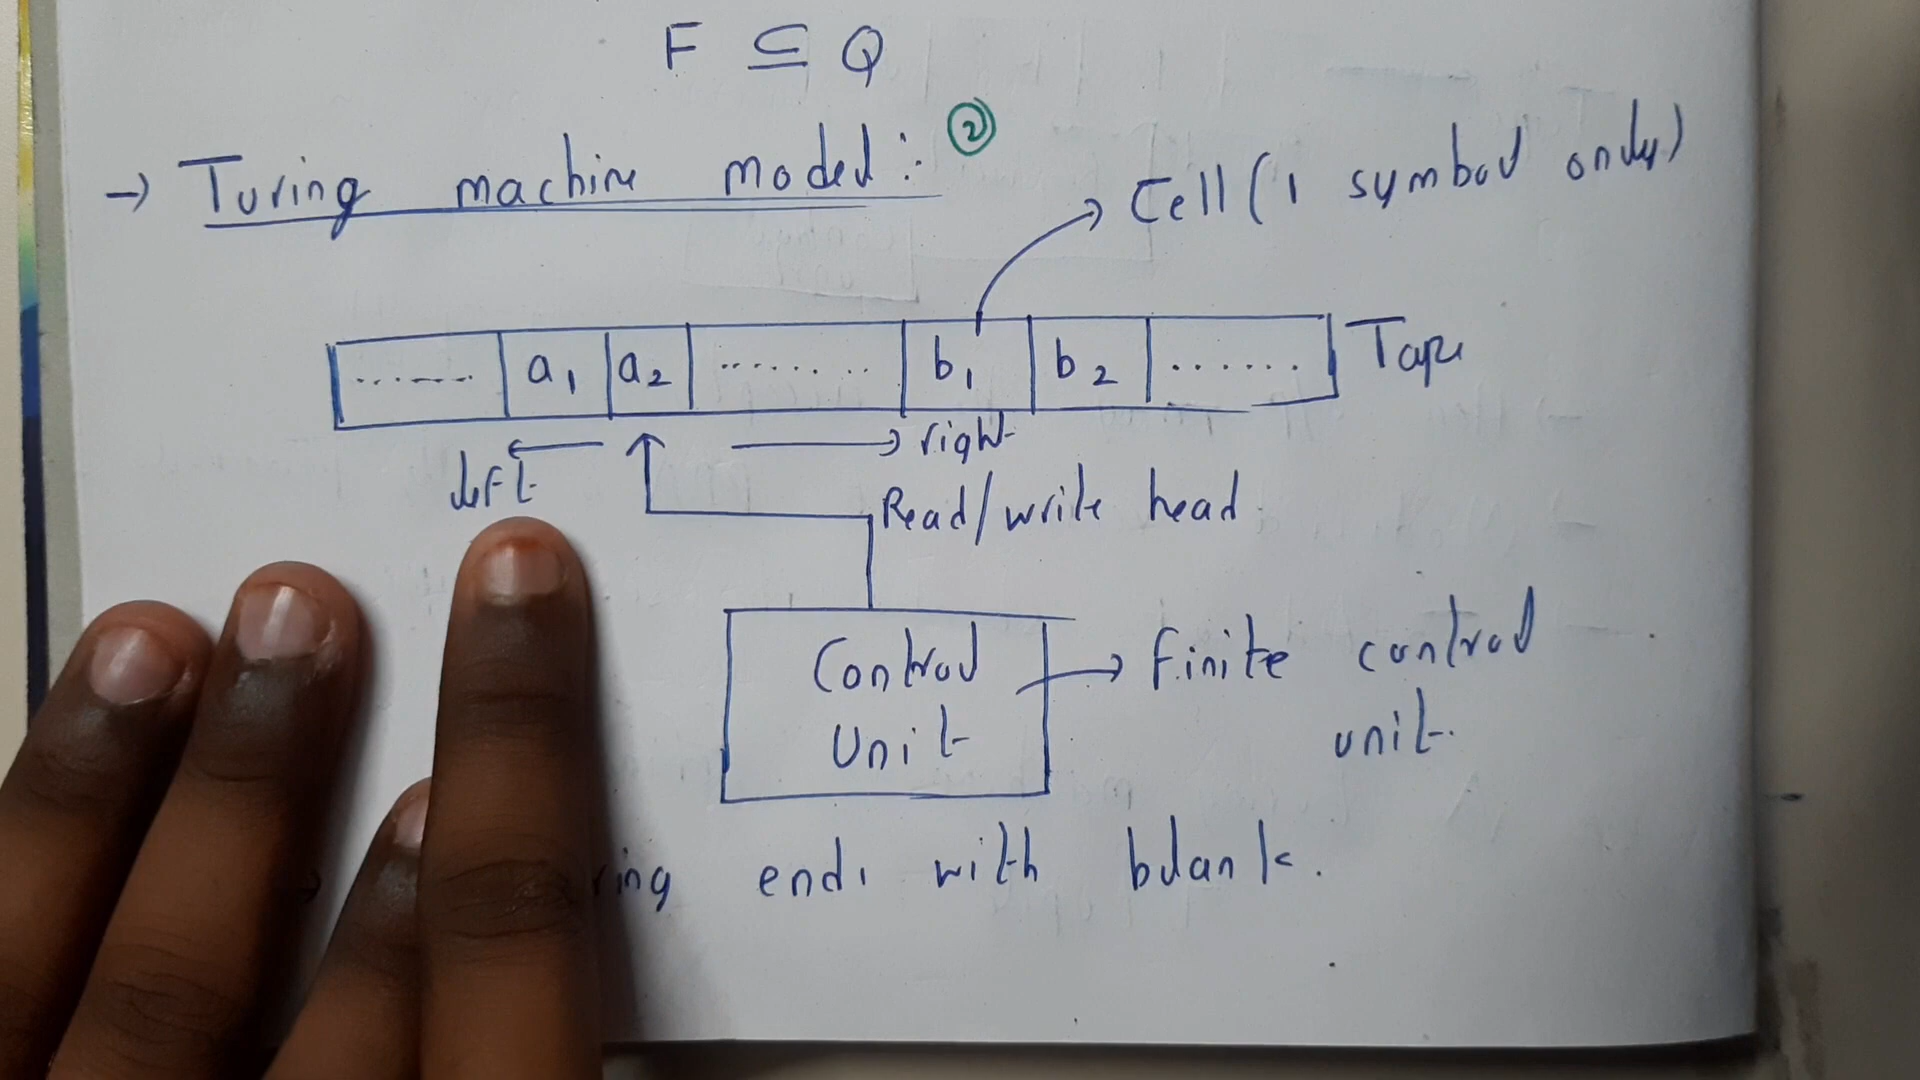 F ⊆ Q
→ Turing machine model: ②
Cell (1 symbol only)
........ a1 a2 ........ b1 b2 ....... Tape
left right
Read/write head
Control Unit
Finite control unit.
→ ends with blank.